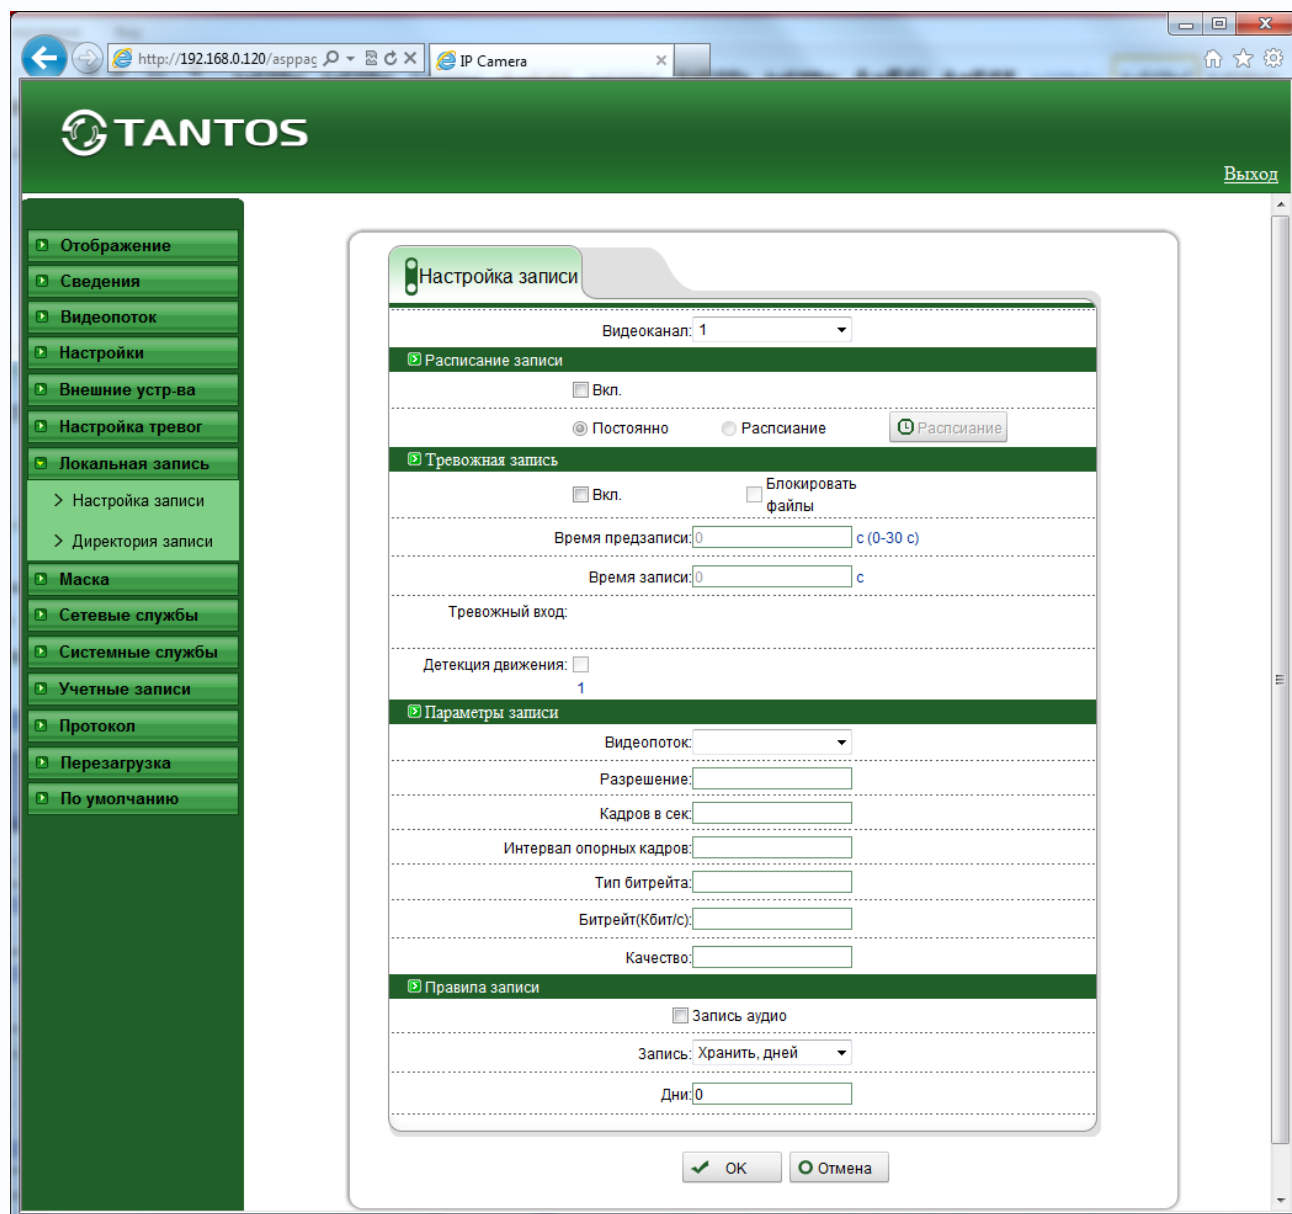 http://192.168.0.120/asppag
IP Camera
TANTOS
Выход
Отображение
Сведения
Видеопоток
Настройки
Внешние устр-ва
Настройка тревог
Локальная запись
Настройка записи
Директория записи
Маска
Сетевые службы
Системные службы
Учетные записи
Протокол
Перезагрузка
По умолчанию
Настройка записи
Видеоканал: 1
Расписание записи
Вкл.
Постоянно Распсиание Распсиание
Тревожная запись
Вкл. Блокировать файлы
Время предзаписи: 0 с (0-30 с)
Время записи: 0 с
Тревожный вход:
Детекция движения:
1
Параметры записи
Видеопоток:
Разрешение:
Кадров в сек:
Интервал опорных кадров:
Тип битрейта:
Битрейт(Кбит/с):
Качество:
Правила записи
Запись аудио
Запись: Хранить, дней
Дни: 0
OK Отмена